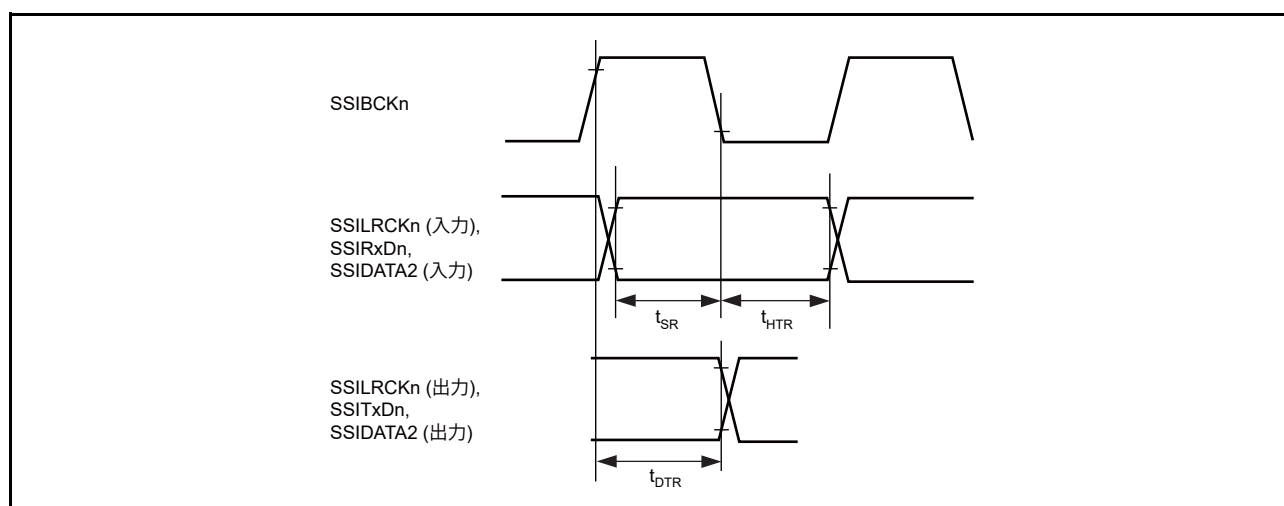 SSIBCKn
SSILRCKn (入力),
SSIRxDn,
SSIDATA2 (入力)
tSR
tHTR
SSILRCKn (出力),
SSITxDn,
SSIDATA2 (出力)
tDTR